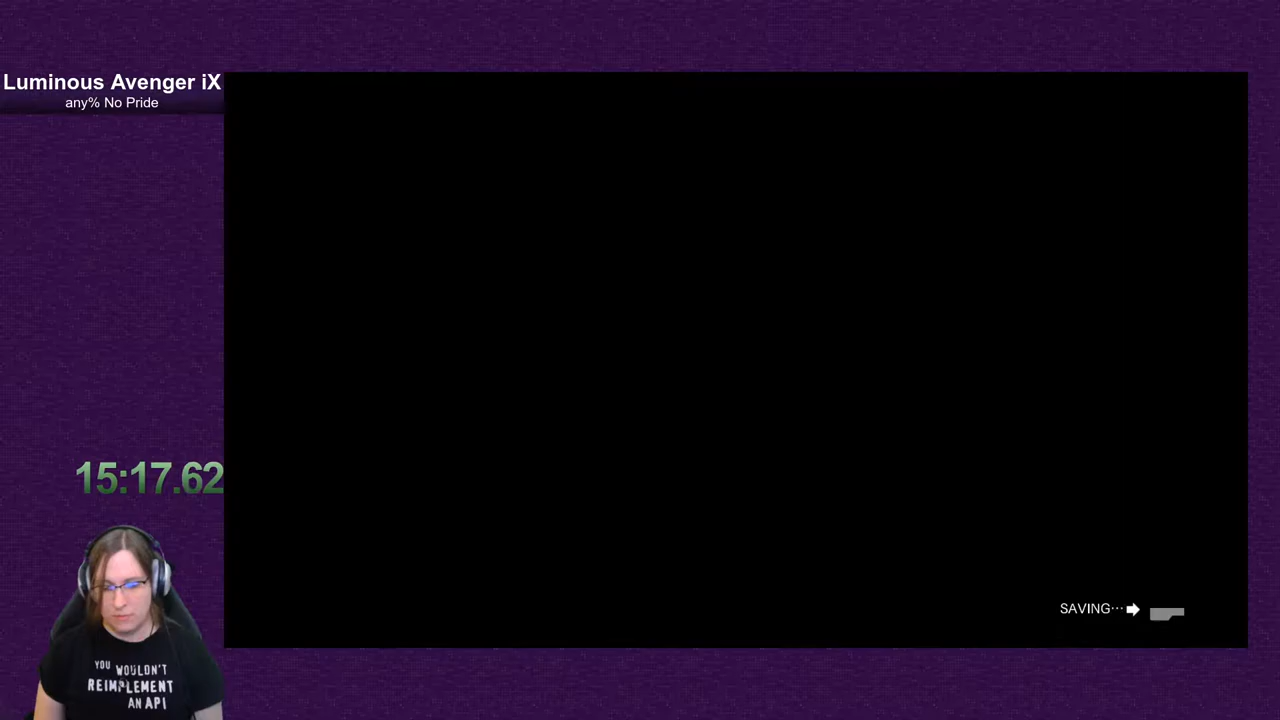 Luminous Avenger iX
any% No Pride
15:17.62
SAVING···
YOU WOULDN'T
REIMPLEMENT
AN API